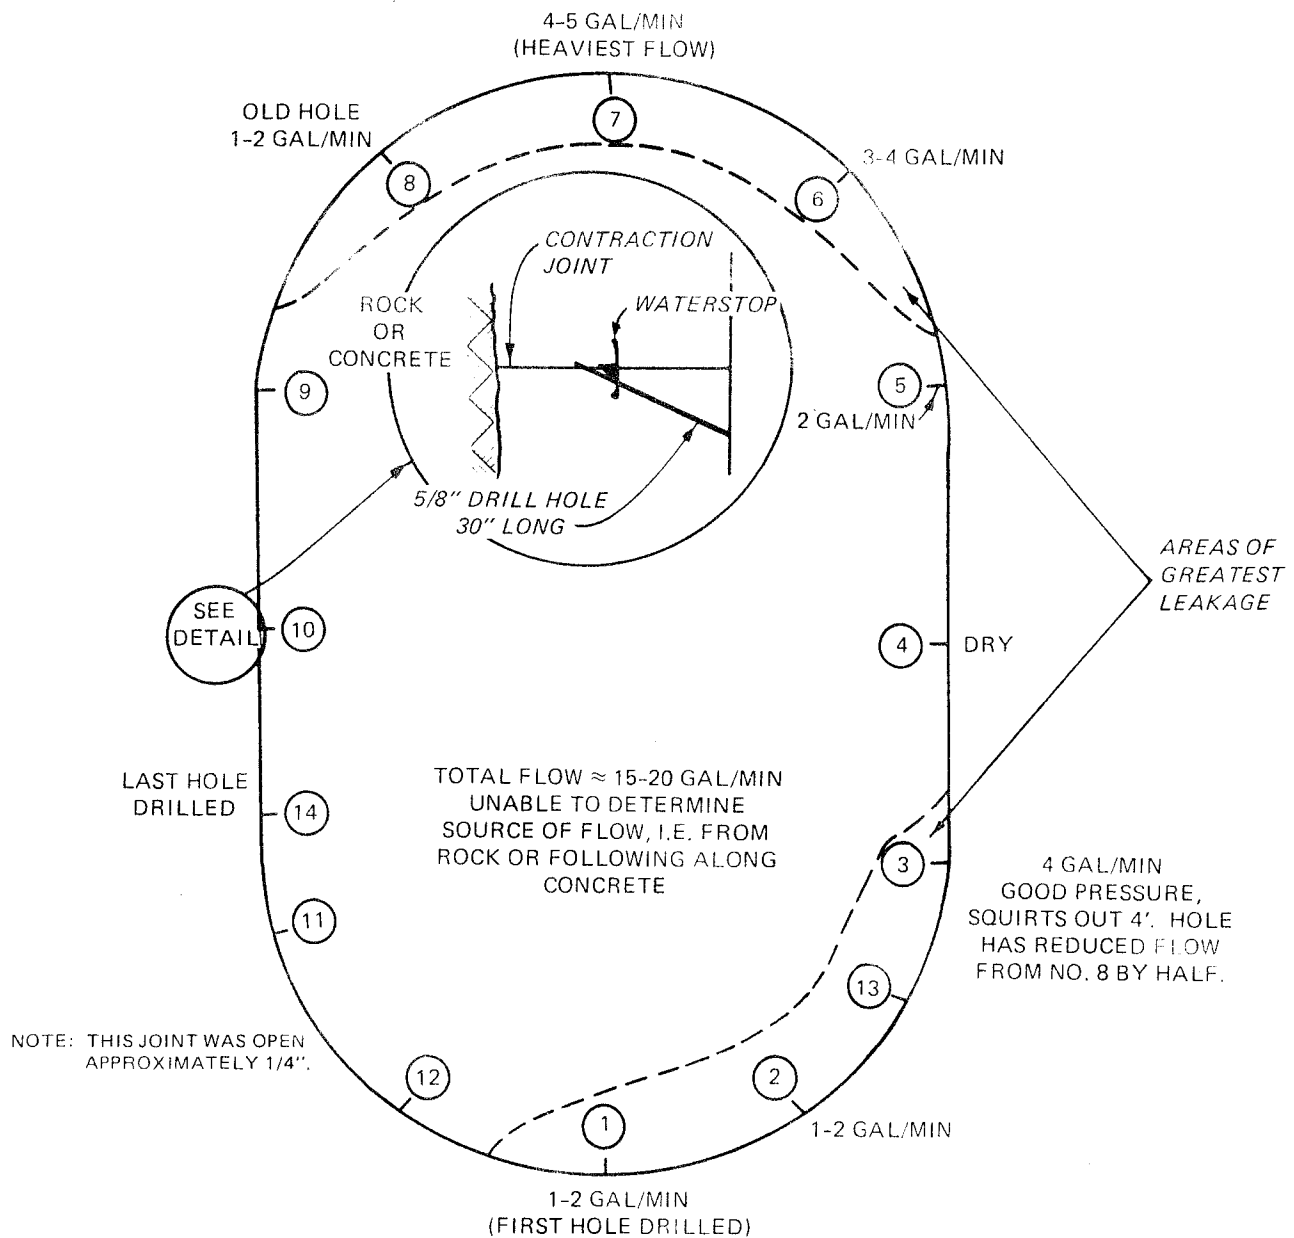 4-5 GAL/MIN
(HEAVIEST FLOW)
OLD HOLE
1-2 GAL/MIN
7
3-4 GAL/MIN
8
6
CONTRACTION
JOINT
WATERSTOP
ROCK
OR
CONCRETE
9
5
2 GAL/MIN
5/8" DRILL HOLE
30" LONG
AREAS OF
GREATEST
LEAKAGE
SEE
DETAIL
10
4
DRY
LAST HOLE
DRILLED
14
TOTAL FLOW ≈ 15-20 GAL/MIN
UNABLE TO DETERMINE
SOURCE OF FLOW, I.E. FROM
ROCK OR FOLLOWING ALONG
CONCRETE
3
4 GAL/MIN
GOOD PRESSURE,
SQUIRTS OUT 4'. HOLE
HAS REDUCED FLOW
FROM NO. 8 BY HALF.
11
13
NOTE: THIS JOINT WAS OPEN
APPROXIMATELY 1/4".
12
2
1-2 GAL/MIN
1
1-2 GAL/MIN
(FIRST HOLE DRILLED)